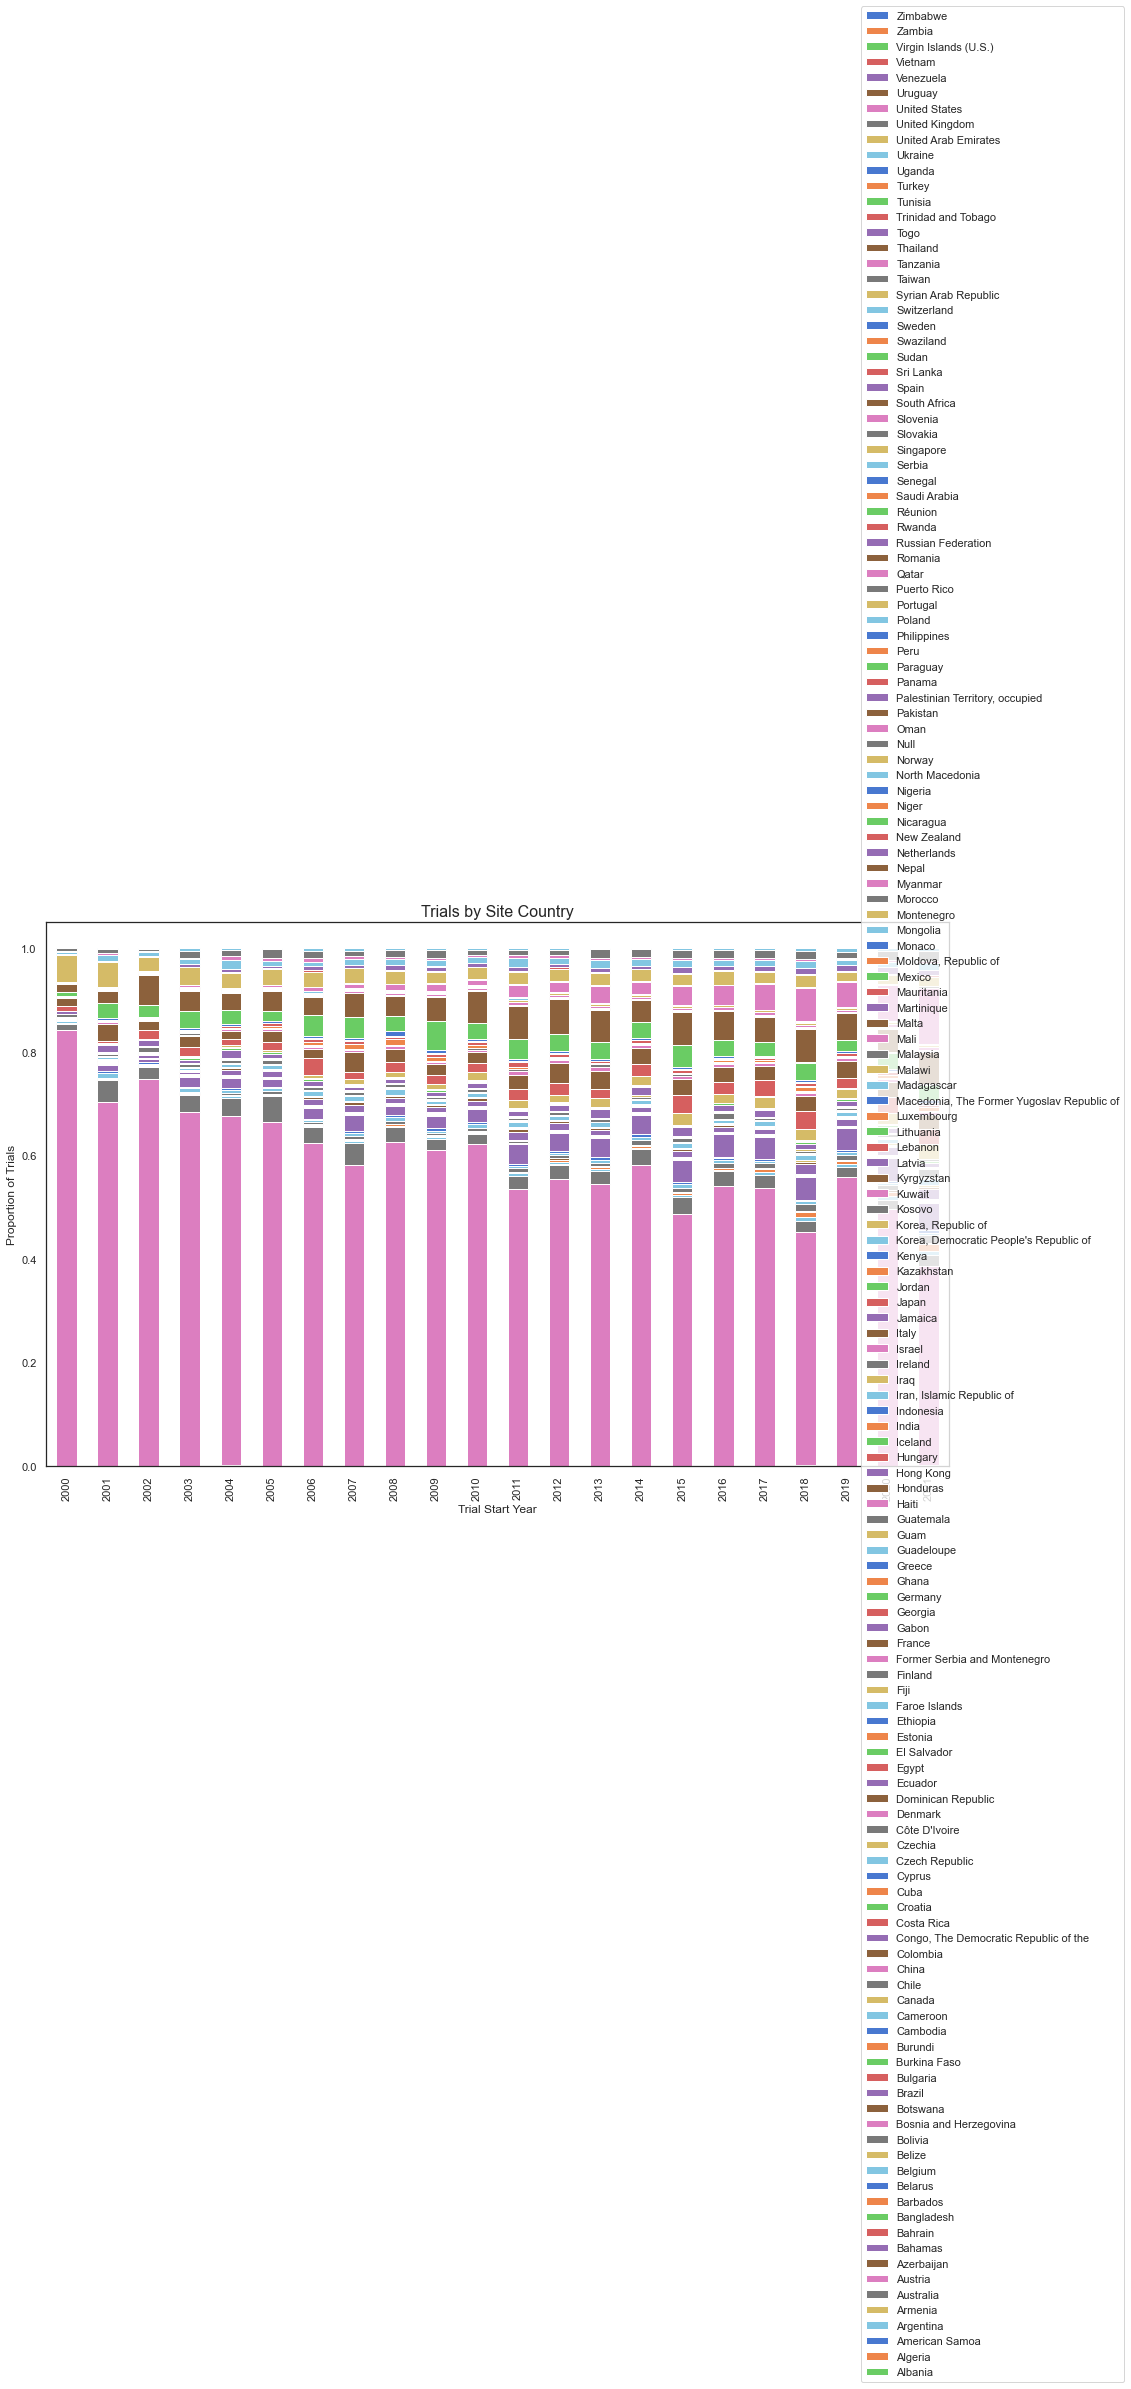 Zimbabwe
Zambia
Virgin Islands (U.S.)
Vietnam
Venezuela
Uruguay
United States
United Kingdom
United Arab Emirates
Ukraine
Uganda
Turkey
Tunisia
Trinidad and Tobago
Togo
Thailand
Tanzania
Taiwan
Syrian Arab Republic
Switzerland
Sweden
Swaziland
Sudan
Sri Lanka
Spain
South Africa
Slovenia
Slovakia
Singapore
Serbia
Senegal
Saudi Arabia
Réunion
Rwanda
Russian Federation
Romania
Qatar
Puerto Rico
Portugal
Poland
Philippines
Peru
Paraguay
Panama
Palestinian Territory, occupied
Pakistan
Oman
Null
Norway
North Macedonia
Nigeria
Niger
Nicaragua
New Zealand
Netherlands
Nepal
Myanmar
Morocco
Montenegro
Mongolia
Monaco
Moldova, Republic of
Mexico
Mauritania
Martinique
Malta
Mali
Malaysia
Malawi
Madagascar
Macedonia, The Former Yugoslav Republic of
Luxembourg
Lithuania
Lebanon
Latvia
Kyrgyzstan
Kuwait
Kosovo
Korea, Republic of
Korea, Democratic People's Republic of
Kenya
Kazakhstan
Jordan
Japan
Jamaica
Italy
Israel
Ireland
Iraq
Iran, Islamic Republic of
Indonesia
India
Iceland
Hungary
Hong Kong
Honduras
Haiti
Guatemala
Guam
Guadeloupe
Greece
Ghana
Germany
Georgia
Gabon
France
Former Serbia and Montenegro
Finland
Fiji
Faroe Islands
Ethiopia
Estonia
El Salvador
Egypt
Ecuador
Dominican Republic
Denmark
Côte D'Ivoire
Czechia
Czech Republic
Cyprus
Cuba
Croatia
Costa Rica
Congo, The Democratic Republic of the
Colombia
China
Chile
Canada
Cameroon
Cambodia
Burundi
Burkina Faso
Bulgaria
Brazil
Botswana
Bosnia and Herzegovina
Bolivia
Belize
Belgium
Belarus
Barbados
Bangladesh
Bahrain
Bahamas
Azerbaijan
Austria
Australia
Armenia
Argentina
American Samoa
Algeria
Albania
Trials by Site Country
Proportion of Trials
1.0
0.8
0.6
0.4
0.2
0.0
2000
2001
2002
2003
2004
2005
2006
2007
2008
2009
2010
2011
2012
2013
2014
2015
2016
2017
2018
2019
Trial Start Year